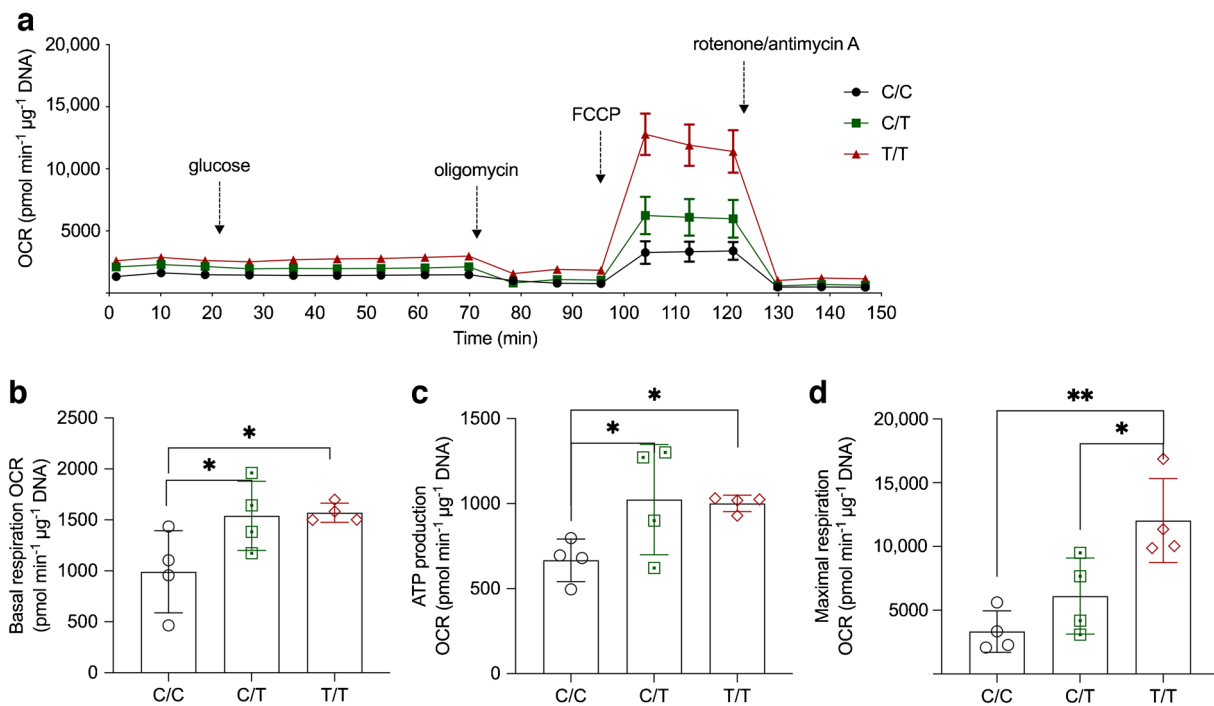 a
OCR (pmol min⁻¹ µg⁻¹ DNA)
20,000
15,000
10,000
5000
glucose
oligomycin
FCCP
rotenone/antimycin A
C/C
C/T
T/T
0 10 20 30 40 50 60 70 80 90 100 110 120 130 140 150
Time (min)
b
Basal respiration OCR
(pmol min⁻¹ µg⁻¹ DNA)
2500
2000
1500
1000
500
0
*
*
C/C C/T T/T
c
ATP production
OCR (pmol min⁻¹ µg⁻¹ DNA)
1500
1000
500
0
*
*
C/C C/T T/T
d
Maximal respiration
OCR (pmol min⁻¹ µg⁻¹ DNA)
20,000
15,000
10,000
5000
**
*
C/C C/T T/T